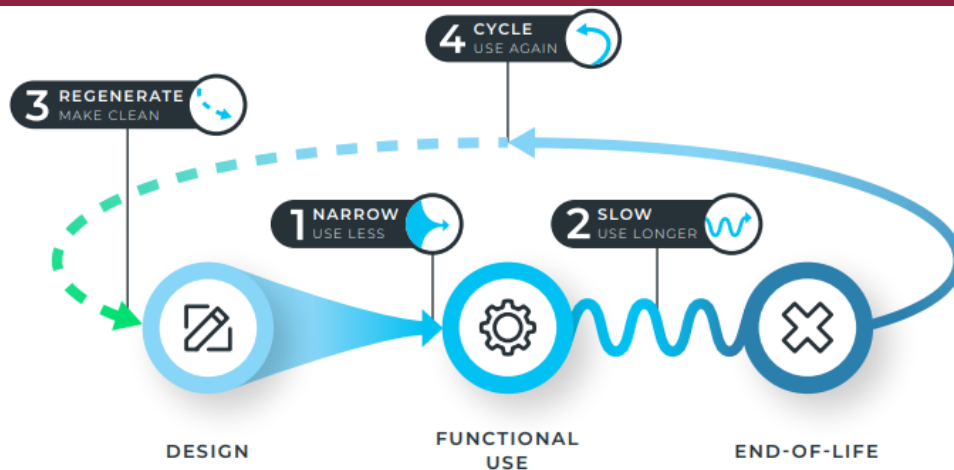 4 CYCLE
USE AGAIN
3 REGENERATE
MAKE CLEAN
1 NARROW
USE LESS
2 SLOW
USE LONGER
DESIGN
FUNCTIONAL
USE
END-OF-LIFE